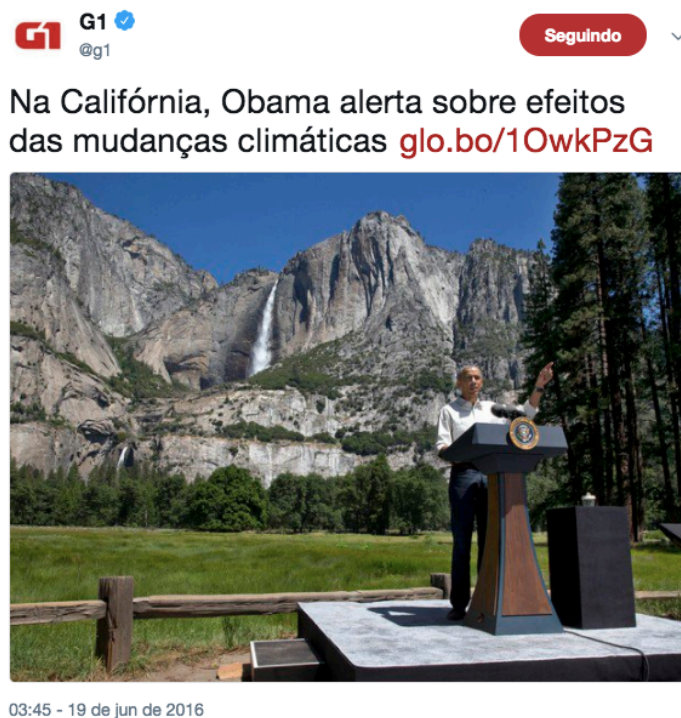 G1
G1
@g1
Seguindo
Na Califórnia, Obama alerta sobre efeitos
das mudanças climáticas glo.bo/1OwkPzG
03:45 - 19 de jun de 2016